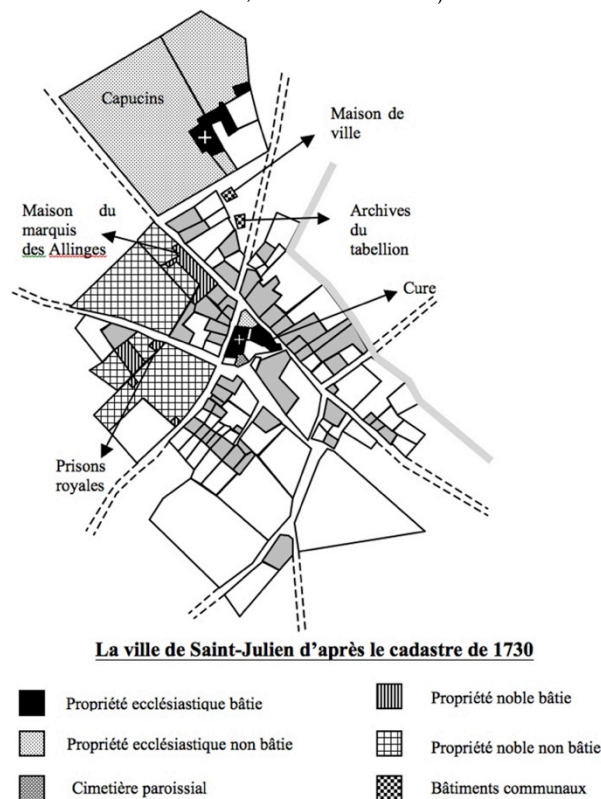 Capucins
Maison de
ville
Maison du
marquis
des Allinges
Archives
du
tabellion
Cure
Prisons
royales
La ville de Saint-Julien d'après le cadastre de 1730
Propriété ecclésiastique bâtie
Propriété noble bâtie
Propriété ecclésiastique non bâtie
Propriété noble non bâtie
Cimetière paroissial
Bâtiments communaux